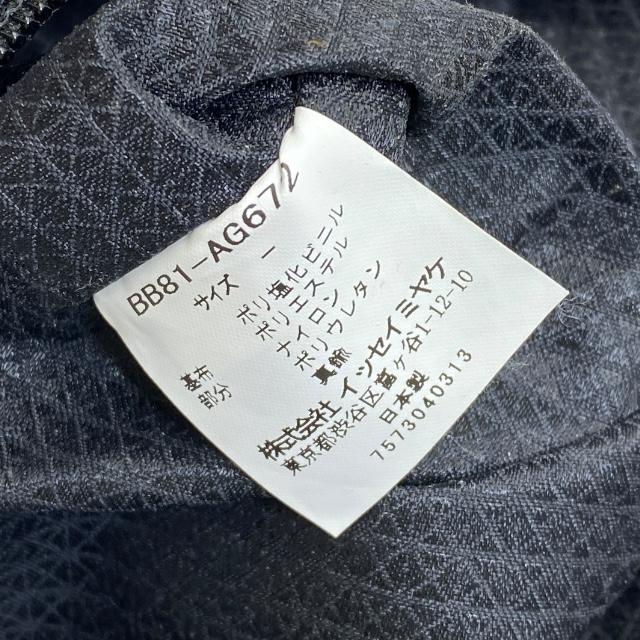 BB81-AG672
サイズ　ー
ポリ塩化ビニール
ポリエステル
基布 ナイロン
部分 ポリウレタン
真鍮
株式会社 イッセイミヤケ
東京都渋谷区富ヶ谷1-12-10
日本製
7573040313